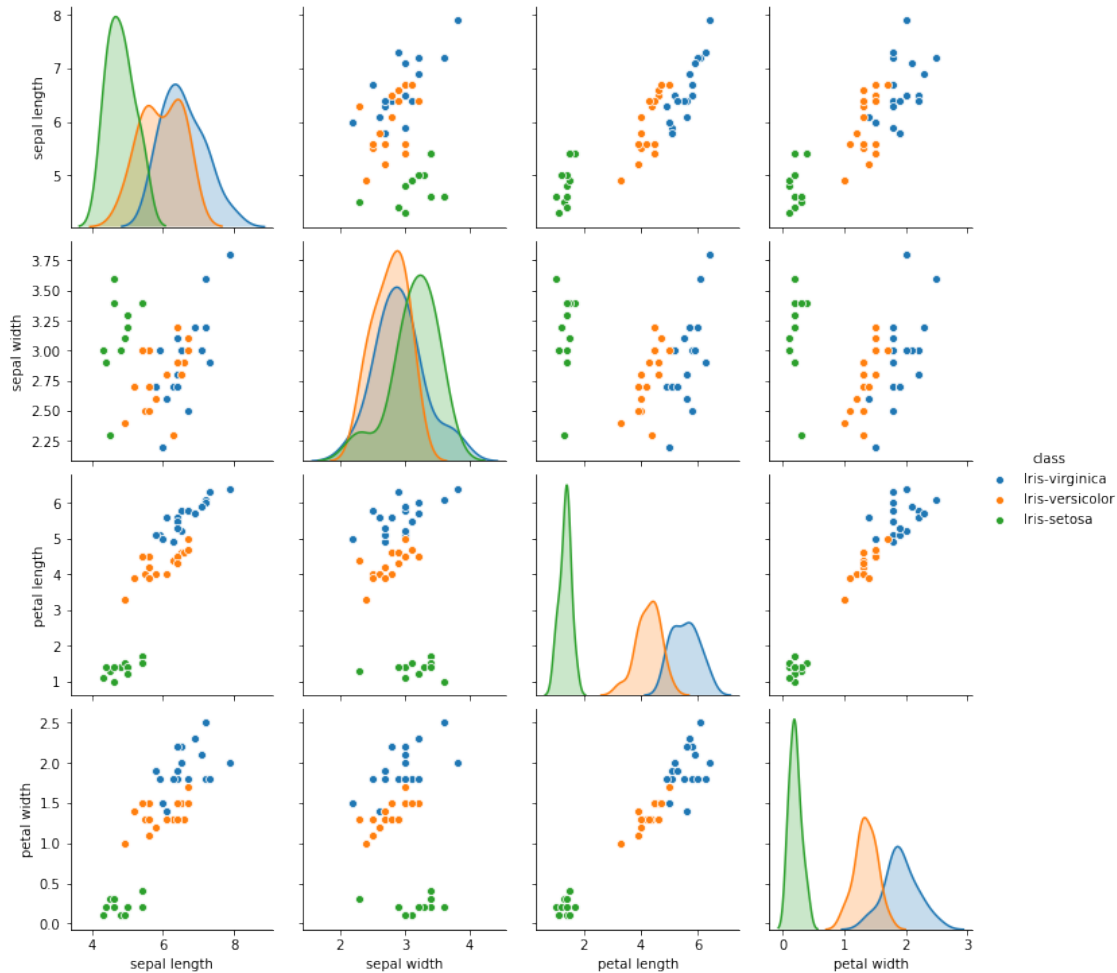 sepal length
8
7
6
5
sepal width
3.75
3.50
3.25
3.00
2.75
2.50
2.25
class
Iris-virginica
Iris-versicolor
Iris-setosa
petal length
6
5
4
3
2
1
petal width
2.5
2.0
1.5
1.0
0.5
0.0
4 6 8
2 3 4
2 4 6
0 1 2 3
sepal length
sepal width
petal length
petal width